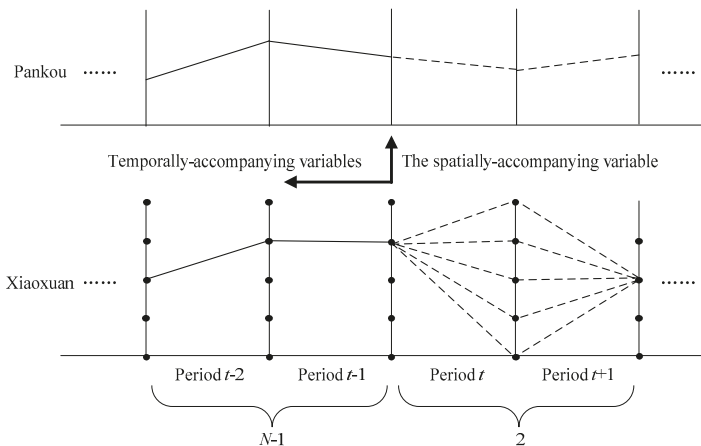 Pankou ······ ······
Temporally-accompanying variables The spatially-accompanying variable
Xiaoxuan ······ ······
Period t-2 Period t-1 Period t Period t+1
N-1 2